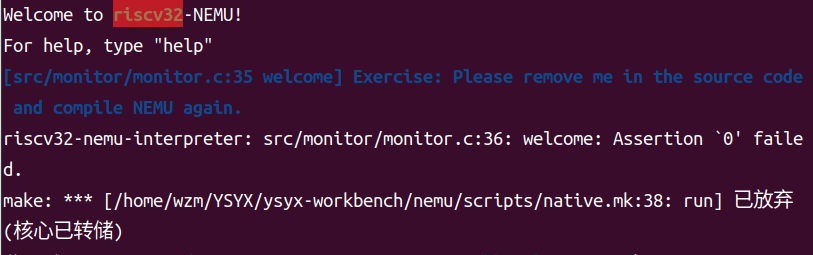 Welcome to riscv32-NEMU!
For help, type "help"
[src/monitor/monitor.c:35 welcome] Exercise: Please remove me in the source code
 and compile NEMU again.
riscv32-nemu-interpreter: src/monitor/monitor.c:36: welcome: Assertion `0' faile
d.
make: *** [/home/wzm/YSYX/ysyx-workbench/nemu/scripts/native.mk:38: run] 已放弃
(核心已转储)